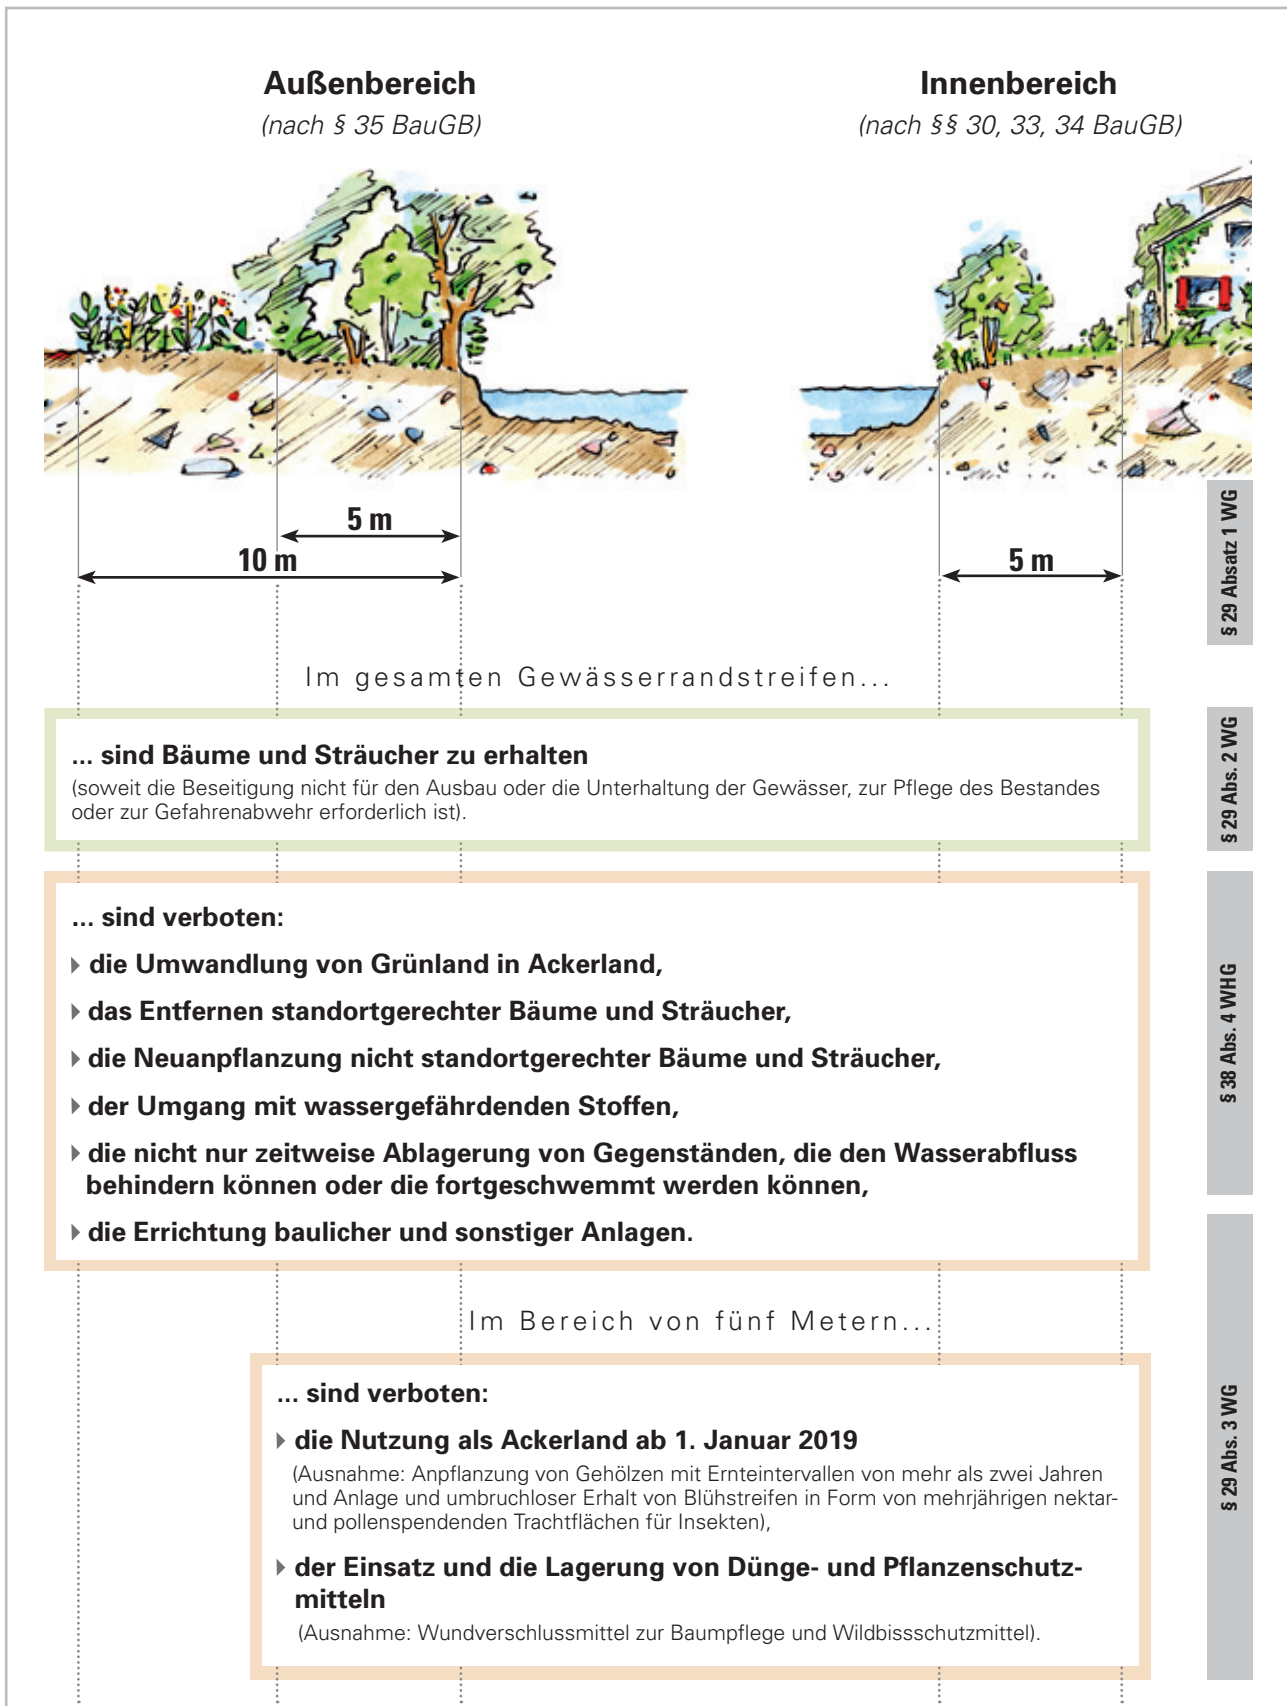 Außenbereich
(nach § 35 BauGB)
Innenbereich
(nach §§ 30, 33, 34 BauGB)
5 m
10 m
5 m
§ 29 Absatz 1 WG
Im gesamten Gewässerrandstreifen...
... sind Bäume und Sträucher zu erhalten
(soweit die Beseitigung nicht für den Ausbau oder die Unterhaltung der Gewässer, zur Pflege des Bestandes
oder zur Gefahrenabwehr erforderlich ist).
§ 29 Abs. 2 WG
... sind verboten:
die Umwandlung von Grünland in Ackerland,
das Entfernen standortgerechter Bäume und Sträucher,
die Neuanpflanzung nicht standortgerechter Bäume und Sträucher,
der Umgang mit wassergefährdenden Stoffen,
die nicht nur zeitweise Ablagerung von Gegenständen, die den Wasserabfluss
behindern können oder die fortgeschwemmt werden können,
die Errichtung baulicher und sonstiger Anlagen.
§ 38 Abs. 4 WHG
Im Bereich von fünf Metern...
... sind verboten:
die Nutzung als Ackerland ab 1. Januar 2019
(Ausnahme: Anpflanzung von Gehölzen mit Ernteintervallen von mehr als zwei Jahren
und Anlage und umbruchloser Erhalt von Blühstreifen in Form von mehrjährigen nektar-
und pollenspendenden Trachtflächen für Insekten),
der Einsatz und die Lagerung von Dünge- und Pflanzenschutz-
mitteln
(Ausnahme: Wundverschlussmittel zur Baumpflege und Wildbissschutzmittel).
§ 29 Abs. 3 WG